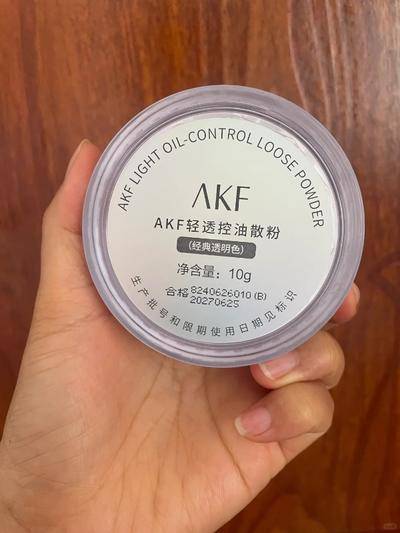 AKF LIGHT OIL-CONTROL LOOSE POWDER
AKF
AKF轻透控油散粉
(经典透明色)
净含量：10g
合格 8240626010 (B)
20270625
生产批号和限期使用日期见标识